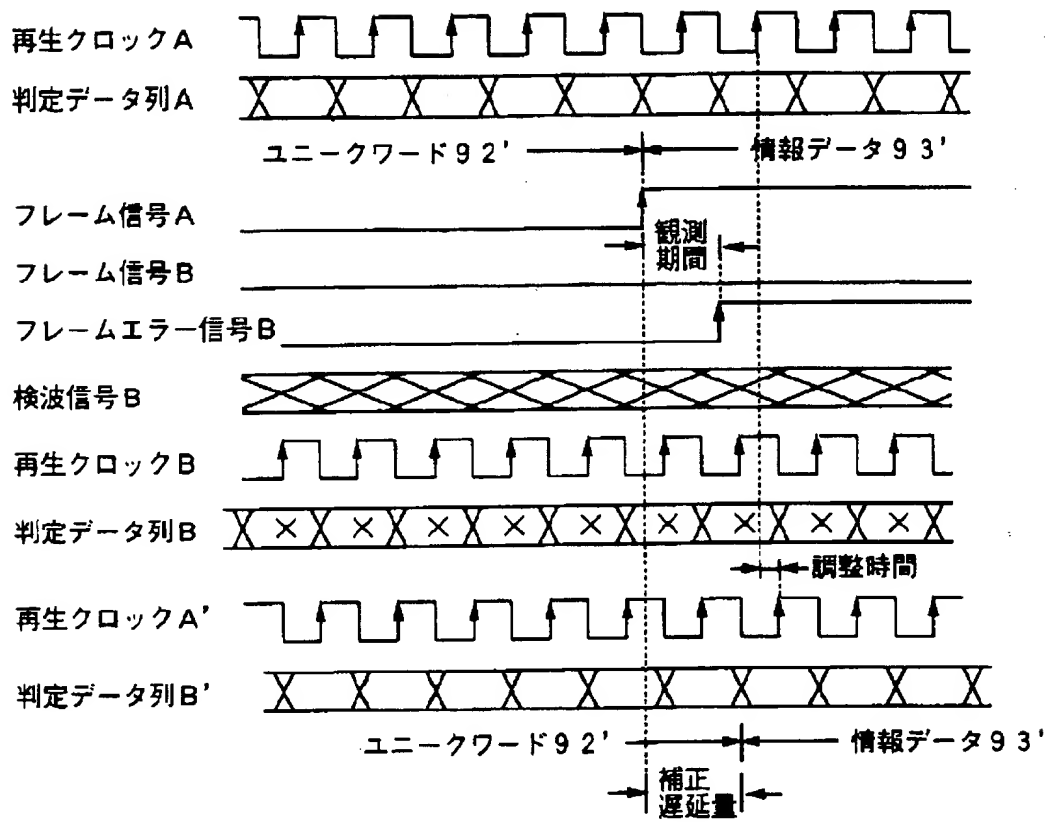 再生クロックA
判定データ列A
ユニークワード92' 情報データ93'
フレーム信号A
観測
期間
フレーム信号B
フレームエラー信号B
検波信号B
再生クロックB
判定データ列B
調整時間
再生クロックA'
判定データ列B'
ユニークワード92' 情報データ93'
補正
遅延量